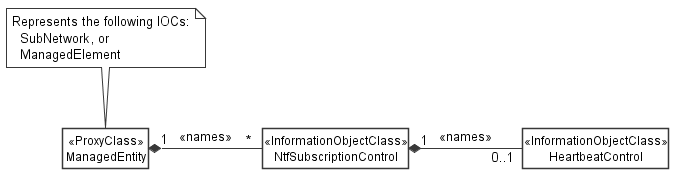 Represents the following IOCs:
SubNetwork, or
ManagedElement
«ProxyClass»
ManagedEntity
1 «names» *
«InformationObjectClass»
NtfSubscriptionControl
1 «names» 0..1
«InformationObjectClass»
HeartbeatControl